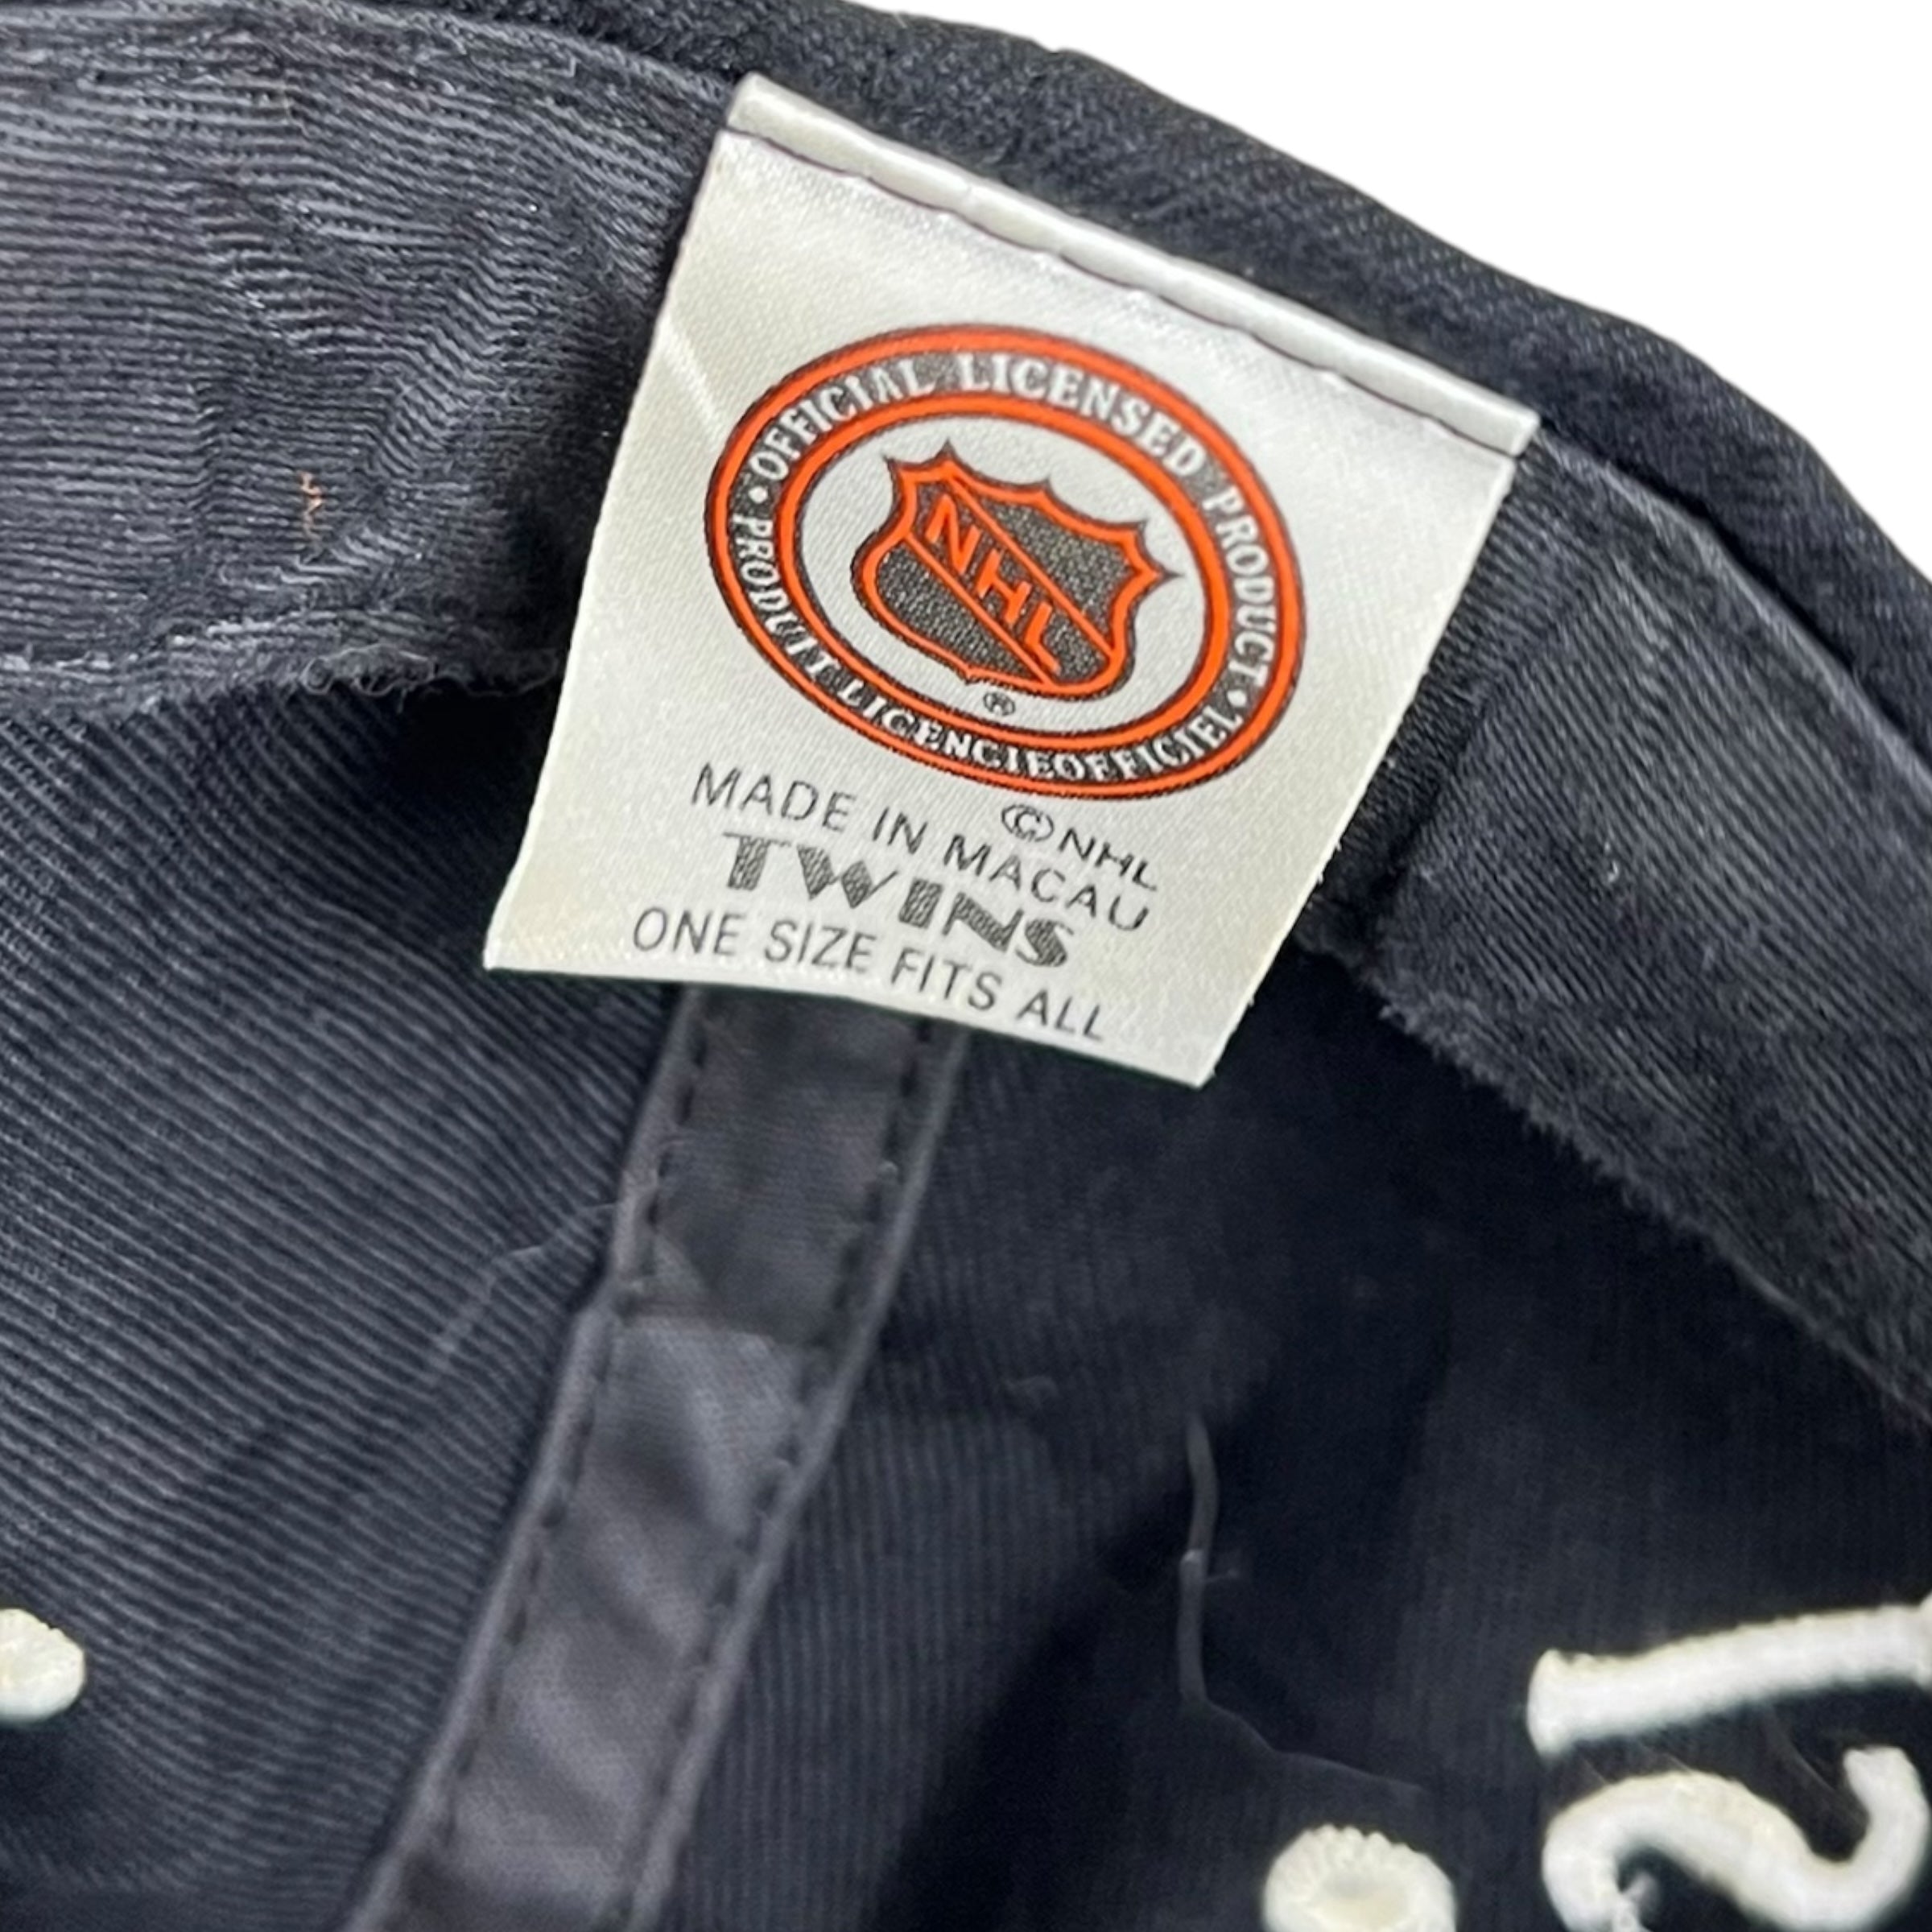 • OFFICIAL LICENSED PRODUCT •
NHL
®
PRODUIT LICENCIE OFFICIEL
© NHL
MADE IN MACAU
TWINS
ONE SIZE FITS ALL